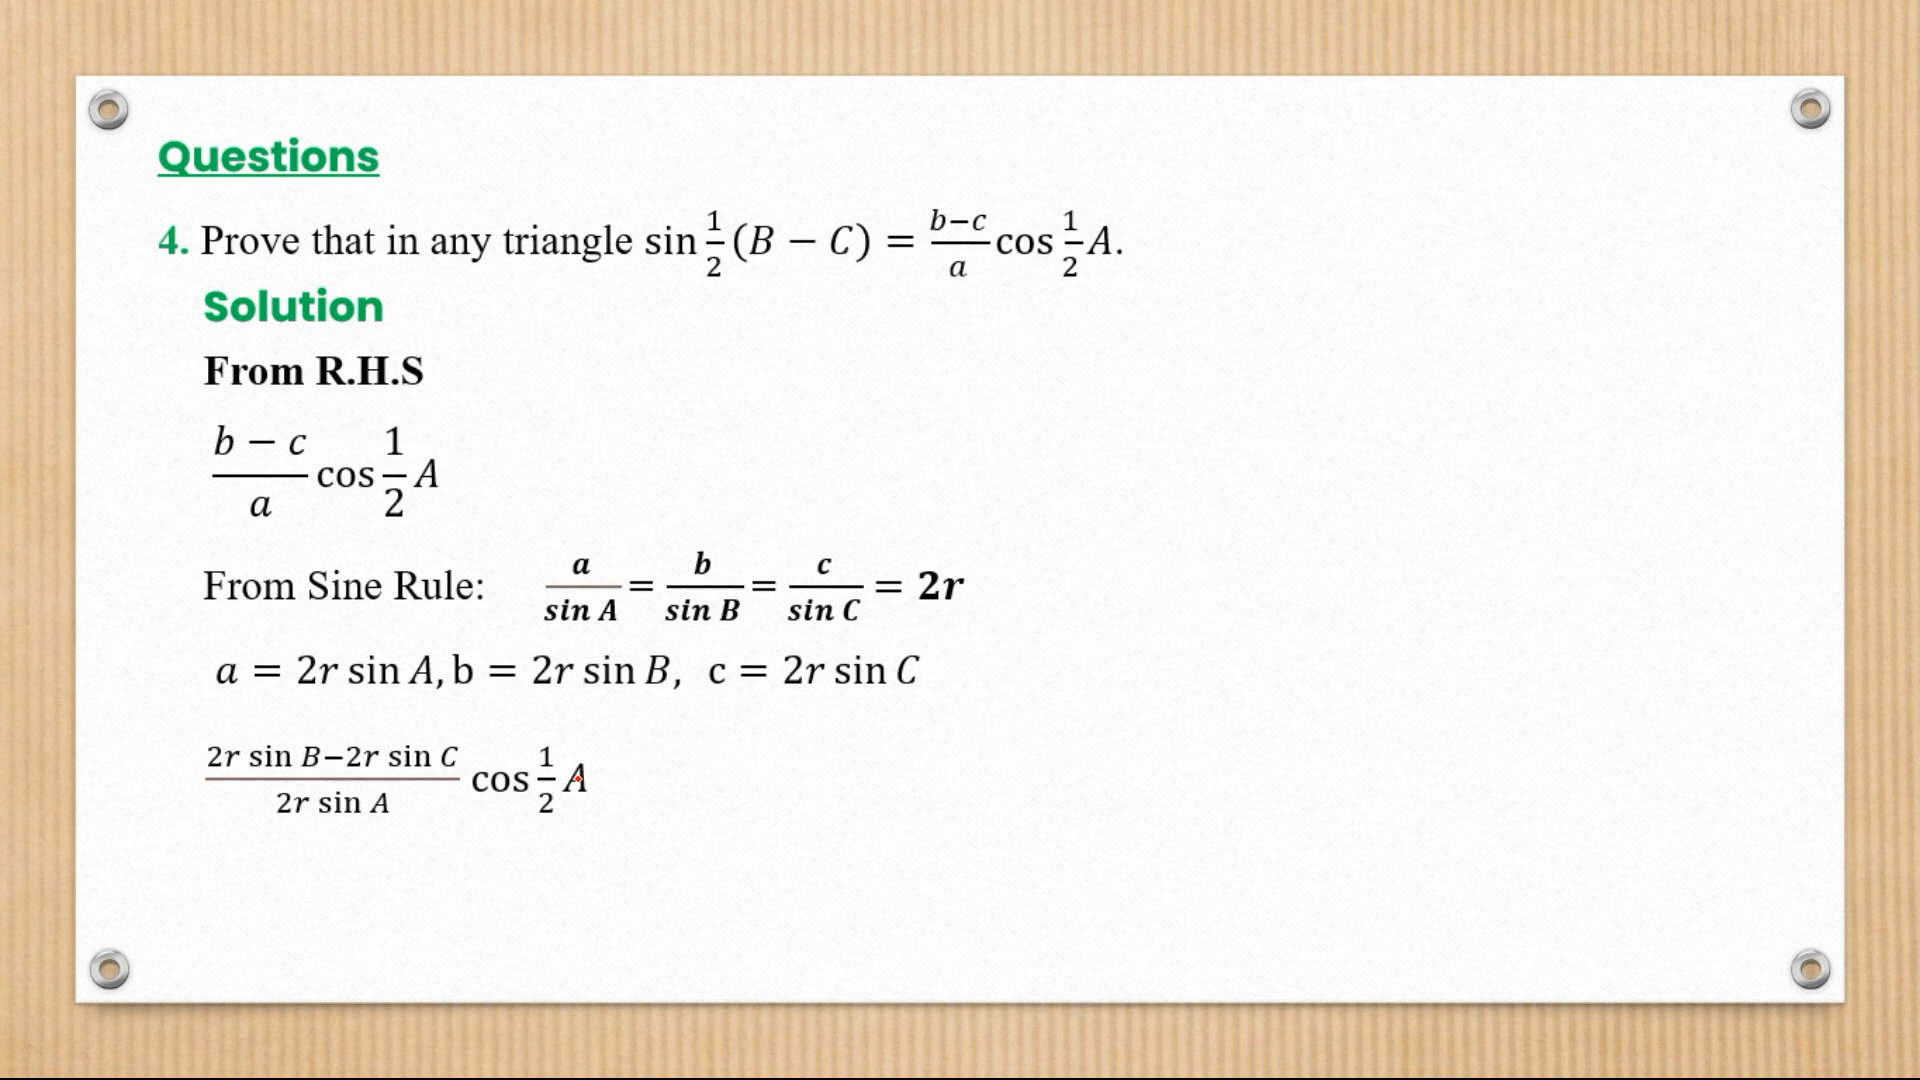 Questions
4. Prove that in any triangle sin 1/2 (B − C) = b−c/a cos 1/2 A.
Solution
From R.H.S
b − c/a cos 1/2 A
From Sine Rule: a/sin A = b/sin B = c/sin C = 2r
a = 2r sin A, b = 2r sin B, c = 2r sin C
2r sin B−2r sin C/2r sin A cos 1/2 A